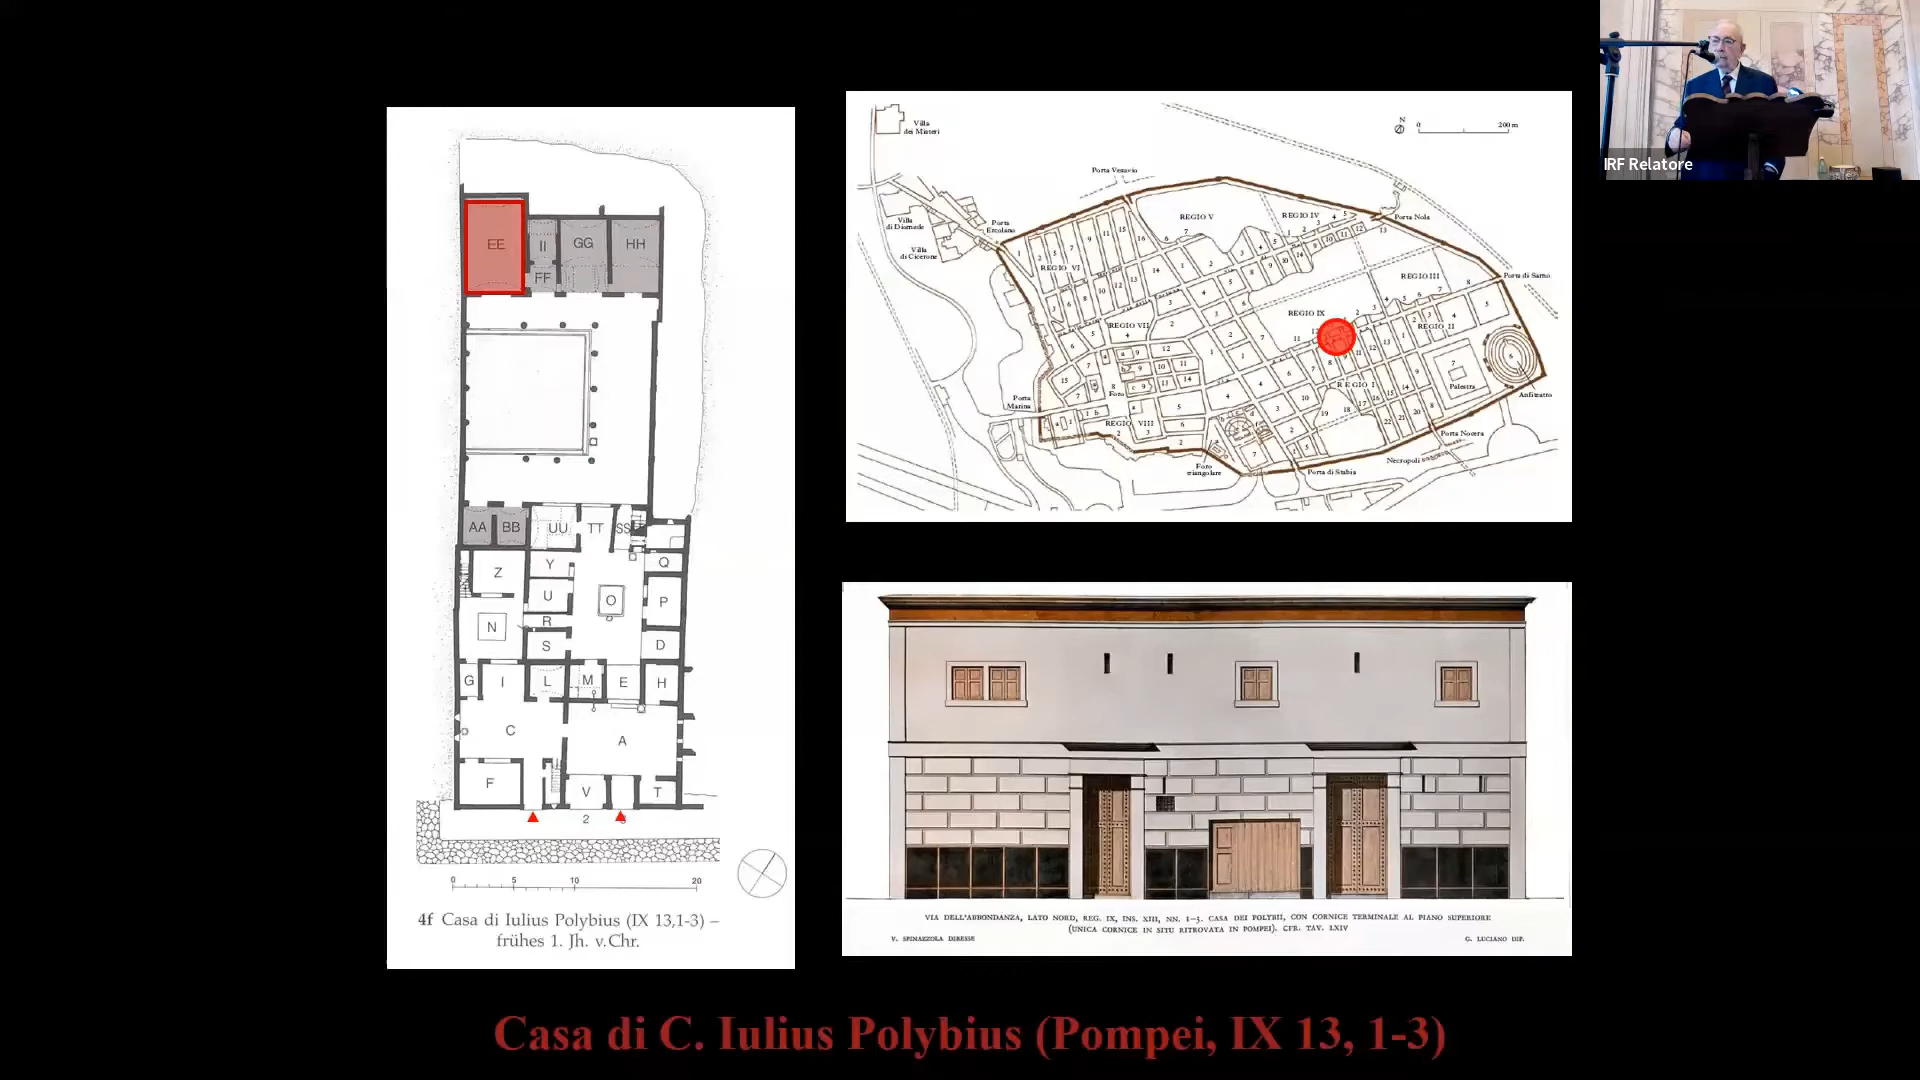 IRF Relatore
EE
II
GG
HH
FF
AA
BB
UU
TT
SS
Z
Y
Q
U
O
P
N
R
S
D
G
I
L
M
E
H
C
A
F
V
T
2
0 5 10 20
4f Casa di Iulius Polybius (IX 13,1-3) –
frühes 1. Jh. v.Chr.
Villa
dei Misteri
N
0 200 m
Porta Vesuvio
Villa
di Diomede
Porta
Ercolano
Villa
di Cicerone
REGIO V
REGIO IV
Porta Nola
REGIO VI
REGIO III
Porta di Sarno
REGIO IX
REGIO VII
REGIO II
REGIO I
Palestra
Anfiteatro
Porta
Marina
Foro
REGIO VIII
Foro
triangolare
Porta di Stabia
Necropoli
Porta Nocera
VIA DELL'ABBONDANZA, LATO NORD, REG. IX, INS. XIII, NN. 1-3. CASA DEI POLYBII, CON CORNICE TERMINALE AL PIANO SUPERIORE
(UNICA CORNICE IN SITU RITROVATA IN POMPEI). CFR. TAV. LXIV
V. SPINAZZOLA DIRESSE
G. LUCIANO DIP.
Casa di C. Iulius Polybius (Pompei, IX 13, 1-3)